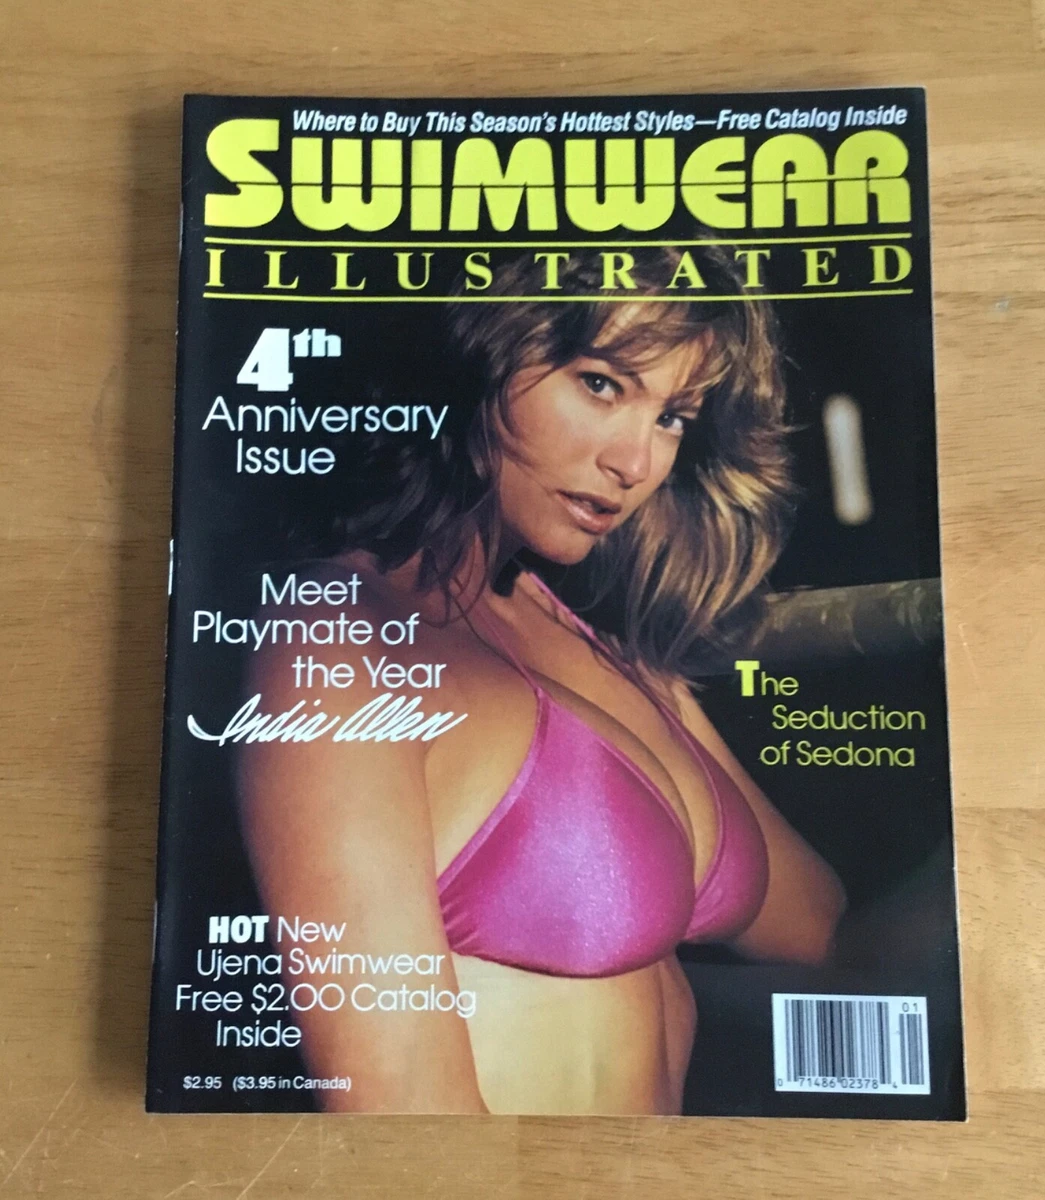 Where to Buy This Season's Hottest Styles—Free Catalog Inside
SWIMWEAR
ILLUSTRATED
4th
Anniversary
Issue
Meet
Playmate of
the Year
India Allen
The
Seduction
of Sedona
HOT New
Ujena Swimwear
Free $2.00 Catalog
Inside
$2.95 ($3.95 in Canada)
01
0 71486 02378 4